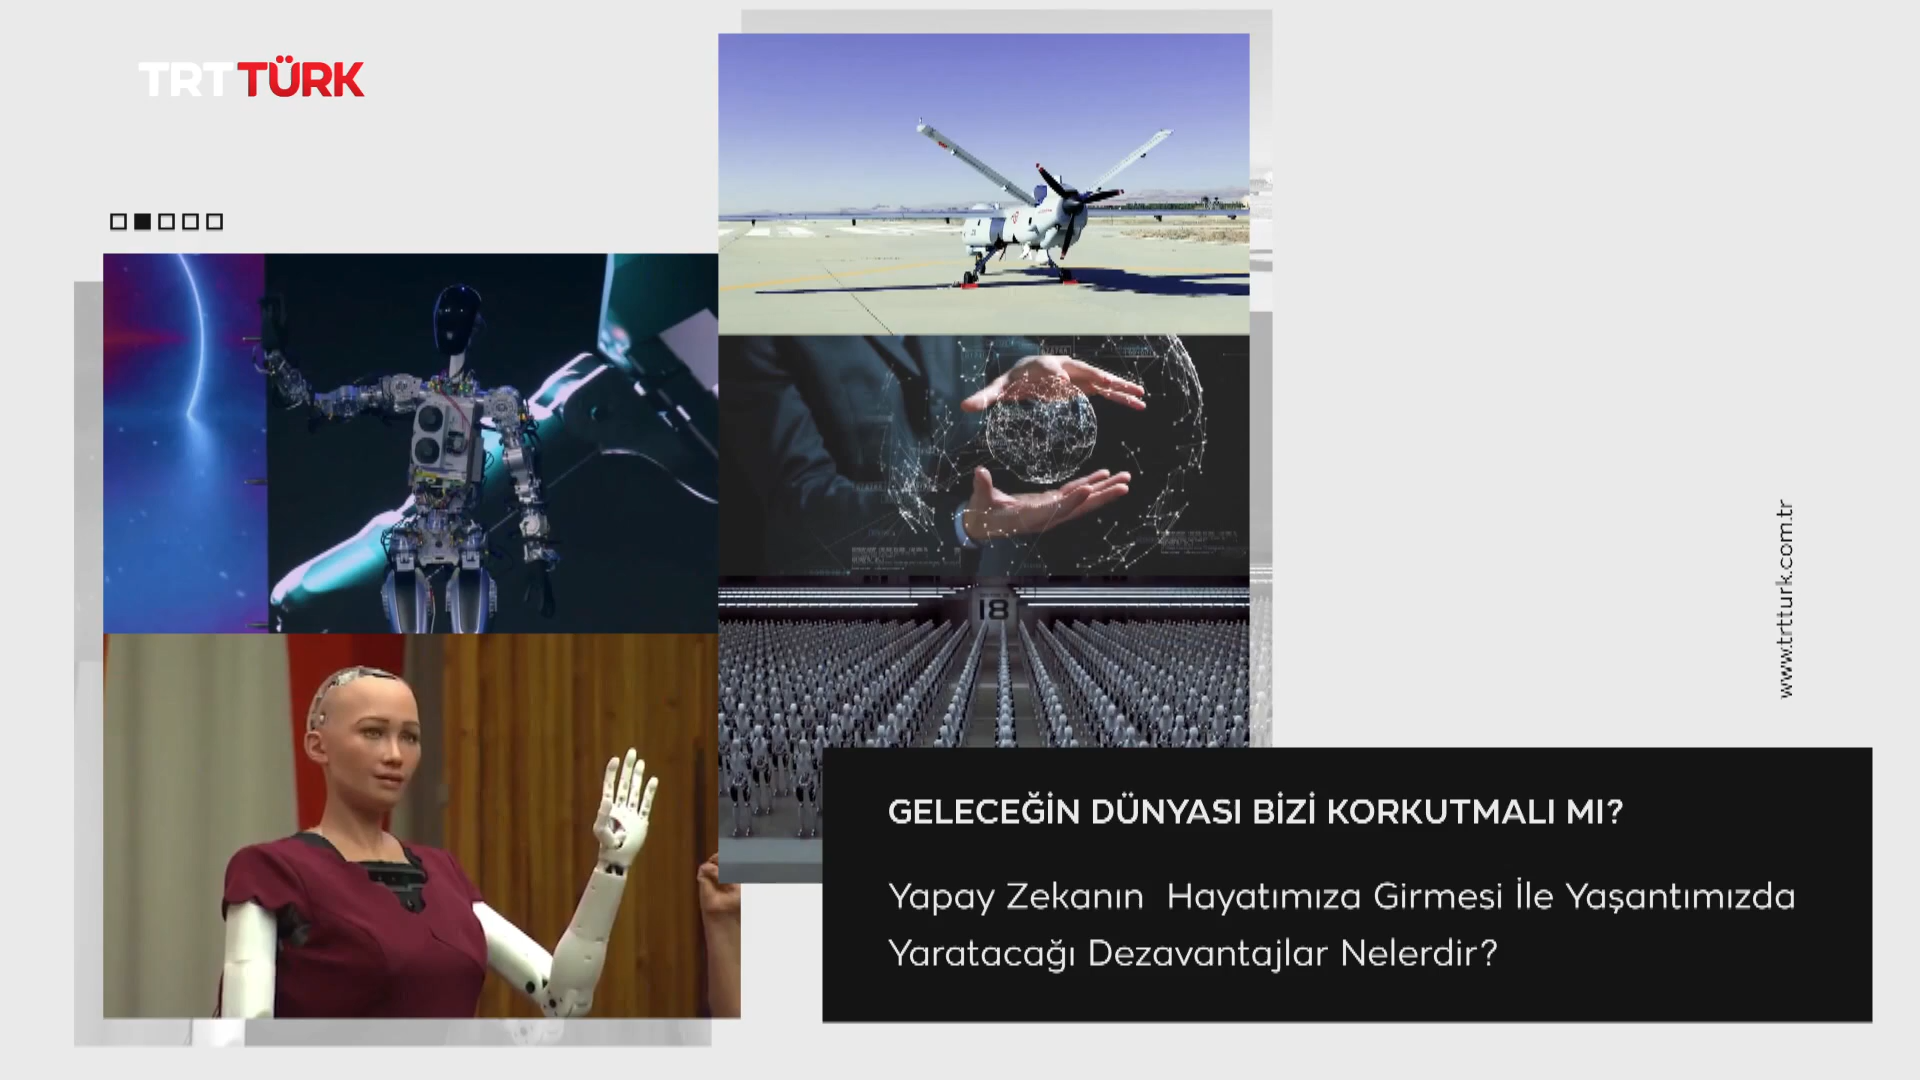 TRT TÜRK
18
www.trtturk.com.tr
GELECEĞİN DÜNYASI BİZİ KORKUTMALI MI?
Yapay Zekanın Hayatımıza Girmesi İle Yaşantımızda
Yaratacağı Dezavantajlar Nelerdir?